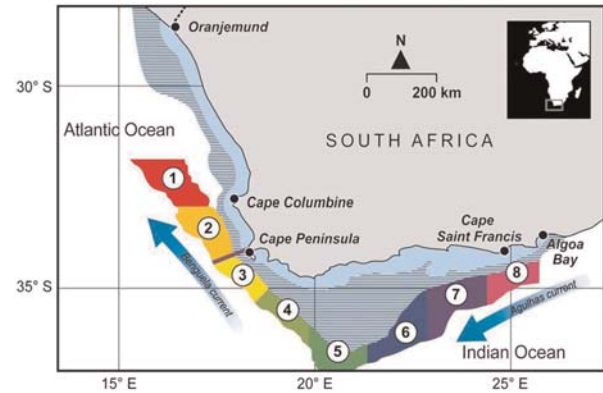 Oranjemund
N
0 200 km
30° S
Atlantic Ocean
SOUTH AFRICA
1
Cape Columbine
2
Cape Peninsula
Cape
Saint Francis
Algoa
Bay
Benguela current
35° S
3
4
5
6
7
8
Agulhas current
Indian Ocean
15° E
20° E
25° E